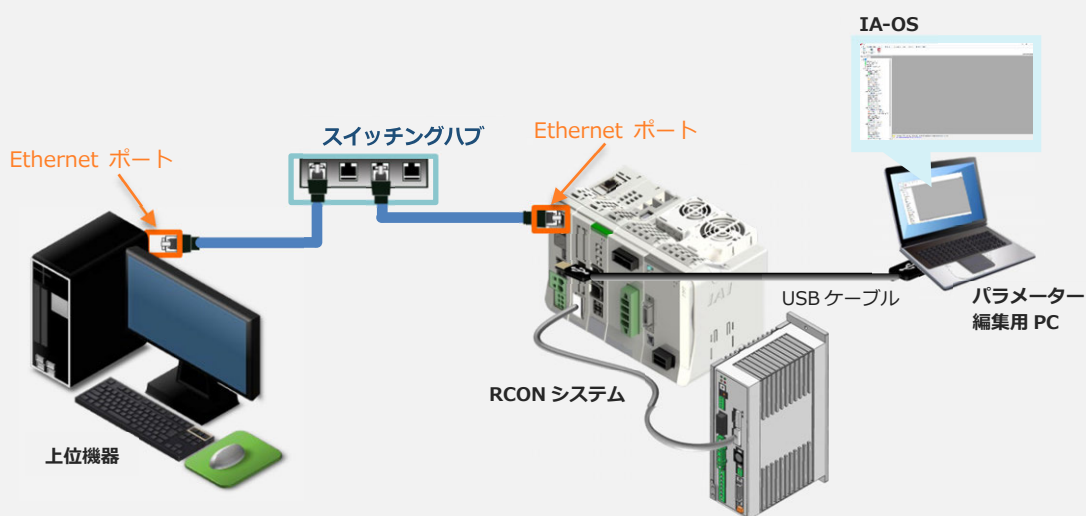 IA-OS
スイッチングハブ
Ethernet ポート
Ethernet ポート
USB ケーブル
パラメーター
編集用 PC
RCON システム
上位機器
IAI